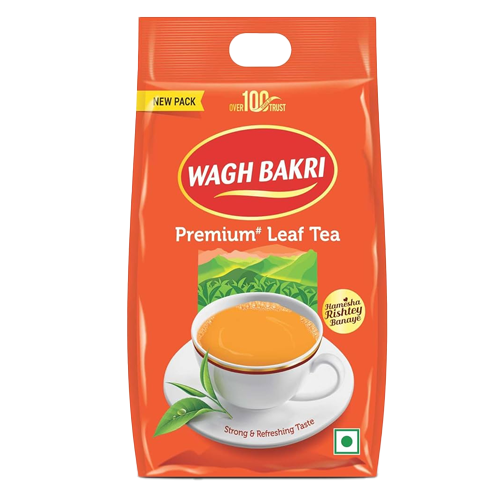 NEW PACK
OVER 100 TRUST
WAGH BAKRI
Premium# Leaf Tea
Hamesha
Rishtey
Banaye
Strong & Refreshing Taste